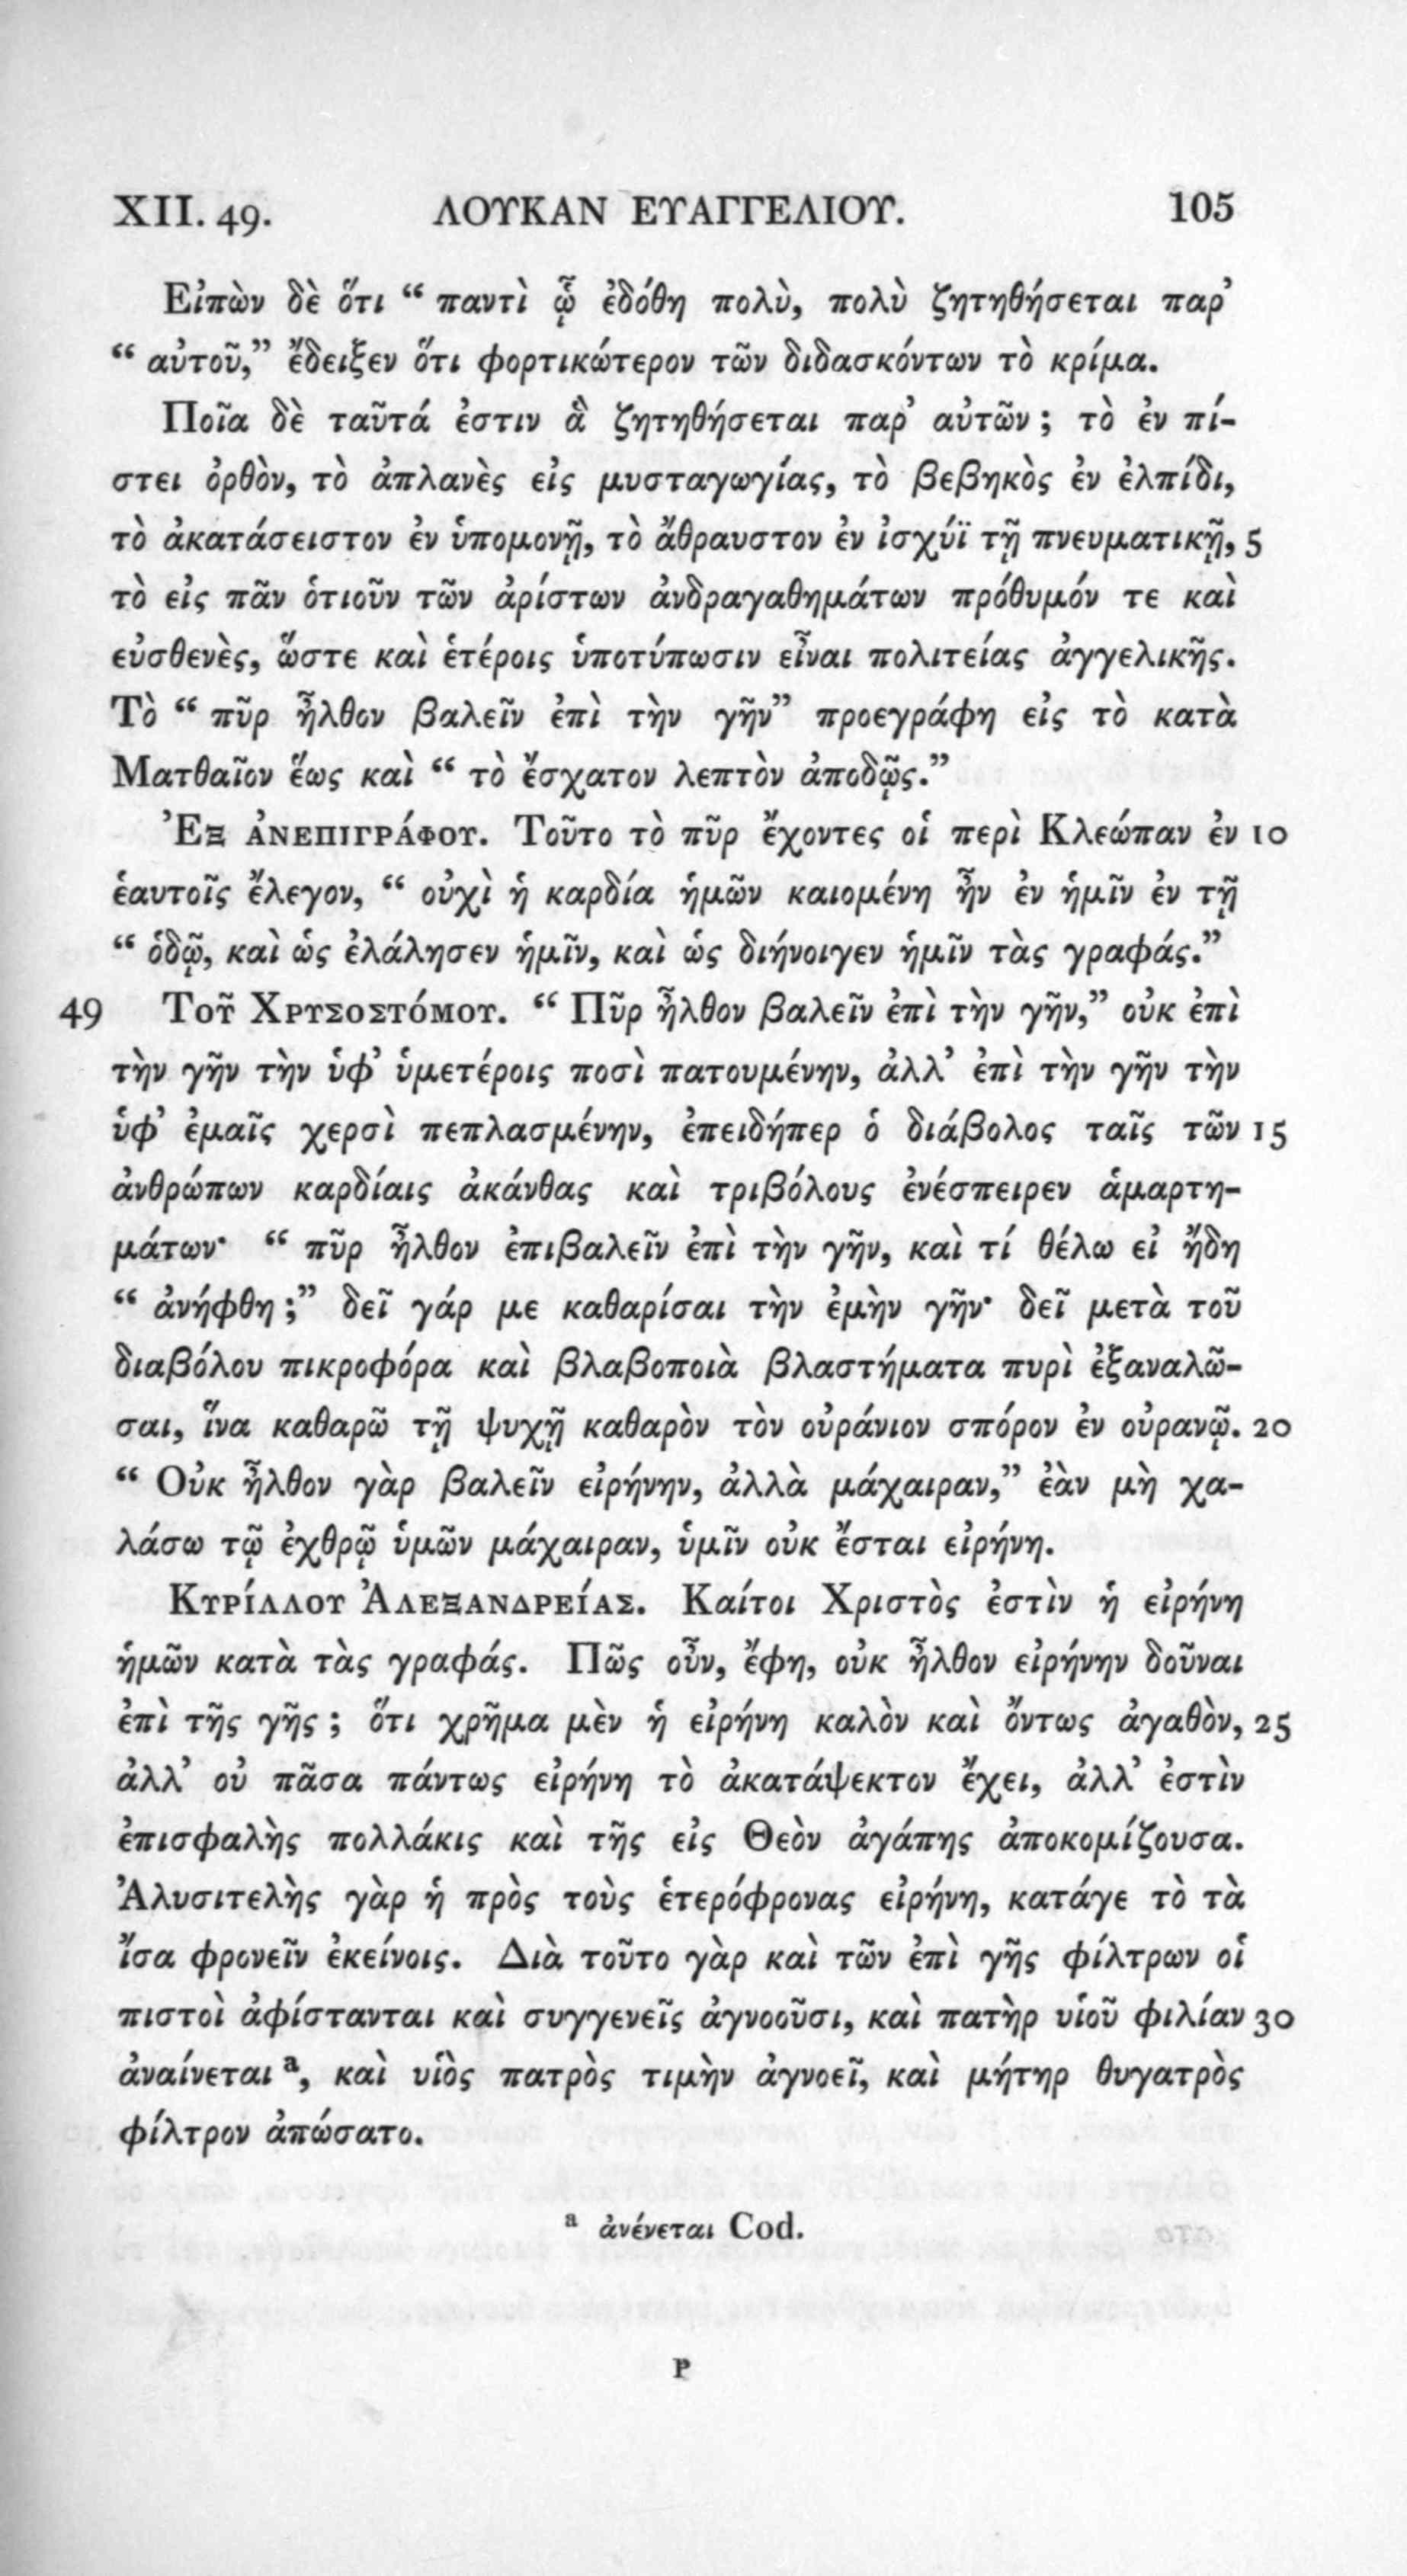 XII. 49. ΛΟΥΚΑΝ ΕΥΑΓΓΕΛΙΟΥ. 105
Εἰπὼν δὲ ὅτι “ παντὶ ᾧ ἐδόθη πολὺ, πολὺ ζητηθήσεται παρ’
“ αὐτοῦ,” ἔδειξεν ὅτι φορτικώτερον τῶν διδασκόντων τὸ κρίμα.
Ποῖα δὲ ταῦτά ἐστιν ἃ ζητηθήσεται παρ’ αὐτῶν ; τὸ ἐν πί-
στει ὀρθὸν, τὸ ἀπλανὲς εἰς μυσταγωγίας, τὸ βεβηκὸς ἐν ἐλπίδι,
τὸ ἀκατάσειστον ἐν ὑπομονῇ, τὸ ἄθραυστον ἐν ἰσχύϊ τῇ πνευματικῇ, 5
τὸ εἰς πᾶν ὁτιοῦν τῶν ἀρίστων ἀνδραγαθημάτων πρόθυμόν τε καὶ
εὐσθενὲς, ὥστε καὶ ἑτέροις ὑποτύπωσιν εἶναι πολιτείας ἀγγελικῆς.
Τὸ “ πῦρ ἦλθον βαλεῖν ἐπὶ τὴν γῆν” προεγράφη εἰς τὸ κατὰ
Ματθαῖον ἕως καὶ “ τὸ ἔσχατον λεπτὸν ἀποδῷς.”
Ἐξ ἀνεπιγράφου. Τοῦτο τὸ πῦρ ἔχοντες οἱ περὶ Κλεώπαν ἐν 10
ἑαυτοῖς ἔλεγον, “ οὐχὶ ἡ καρδία ἡμῶν καιομένη ἦν ἐν ἡμῖν ἐν τῇ
“ ὁδῷ, καὶ ὡς ἐλάλησεν ἡμῖν, καὶ ὡς διήνοιγεν ἡμῖν τὰς γραφάς.”
49 Τοῦ Χρυσοστόμου. “ Πῦρ ἦλθον βαλεῖν ἐπὶ τὴν γῆν,” οὐκ ἐπὶ
τὴν γῆν τὴν ὑφ’ ὑμετέροις ποσὶ πατουμένην, ἀλλ’ ἐπὶ τὴν γῆν τὴν
ὑφ’ ἐμαῖς χερσὶ πεπλασμένην, ἐπειδήπερ ὁ διάβολος ταῖς τῶν 15
ἀνθρώπων καρδίαις ἀκάνθας καὶ τριβόλους ἐνέσπειρεν ἁμαρτη-
μάτων· “ πῦρ ἦλθον ἐπιβαλεῖν ἐπὶ τὴν γῆν, καὶ τί θέλω εἰ ἤδη
“ ἀνήφθη ;” δεῖ γάρ με καθαρίσαι τὴν ἐμὴν γῆν· δεῖ μετὰ τοῦ
διαβόλου πικροφόρα καὶ βλαβοποιὰ βλαστήματα πυρὶ ἐξαναλῶ-
σαι, ἵνα καθαρῶ τῇ ψυχῇ καθαρὸν τὸν οὐράνιον σπόρον ἐν οὐρανῷ. 20
“ Οὐκ ἦλθον γὰρ βαλεῖν εἰρήνην, ἀλλὰ μάχαιραν,” ἐὰν μὴ χα-
λάσω τῷ ἐχθρῷ ὑμῶν μάχαιραν, ὑμῖν οὐκ ἔσται εἰρήνη.
Κυρίλλου Ἀλεξανδρείας. Καίτοι Χριστὸς ἐστὶν ἡ εἰρήνη
ἡμῶν κατὰ τὰς γραφάς. Πῶς οὖν, ἔφη, οὐκ ἦλθον εἰρήνην δοῦναι
ἐπὶ τῆς γῆς ; ὅτι χρῆμα μὲν ἡ εἰρήνη καλὸν καὶ ὄντως ἀγαθὸν, 25
ἀλλ’ οὐ πᾶσα πάντως εἰρήνη τὸ ἀκατάψεκτον ἔχει, ἀλλ’ ἐστὶν
ἐπισφαλὴς πολλάκις καὶ τῆς εἰς Θεὸν ἀγάπης ἀποκομίζουσα.
Ἀλυσιτελὴς γὰρ ἡ πρὸς τοὺς ἑτερόφρονας εἰρήνη, κατάγε τὸ τὰ
ἴσα φρονεῖν ἐκείνοις. Διὰ τοῦτο γὰρ καὶ τῶν ἐπὶ γῆς φίλτρων οἱ
πιστοὶ ἀφίστανται καὶ συγγενεῖς ἀγνοοῦσι, καὶ πατὴρ υἱοῦ φιλίαν 30
ἀναίνεται a, καὶ υἱὸς πατρὸς τιμὴν ἀγνοεῖ, καὶ μήτηρ θυγατρὸς
φίλτρον ἀπώσατο.
a ἀνένεται Cod.
P